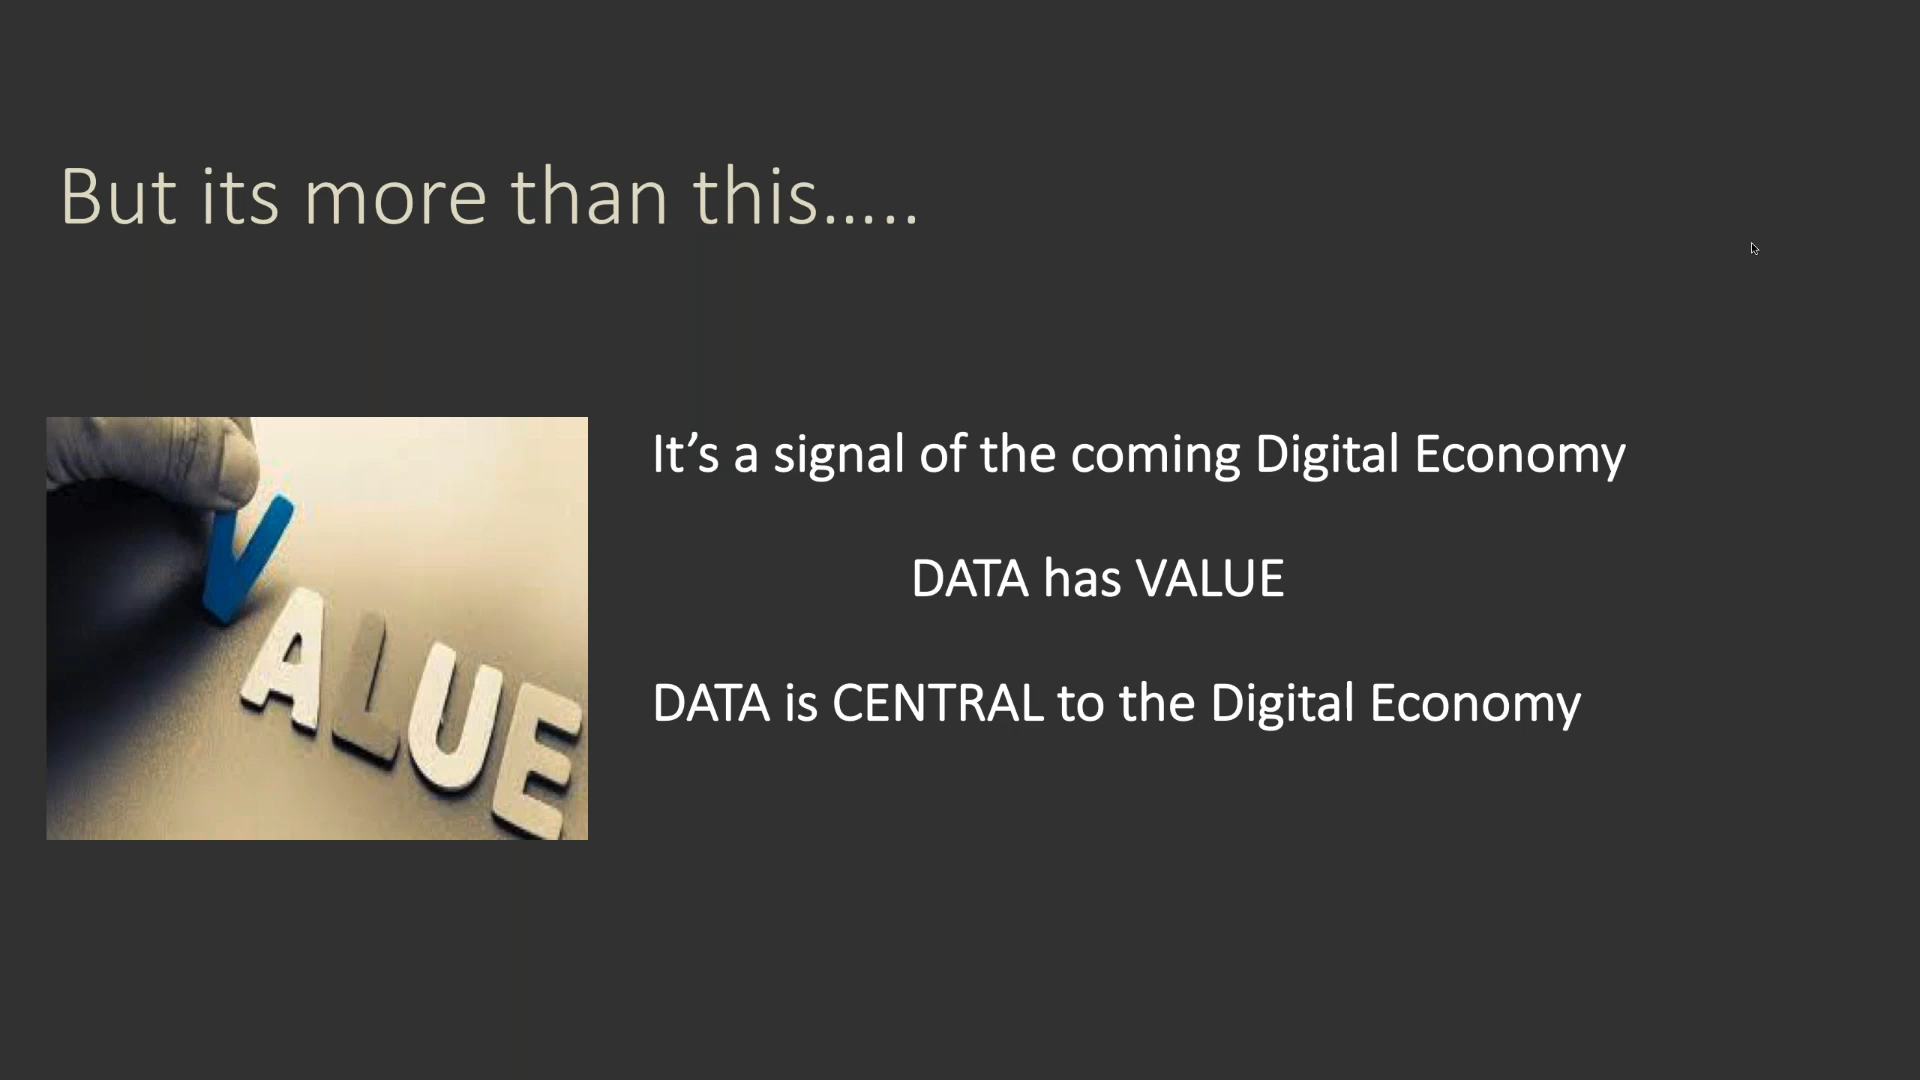 But its more than this.....
VALUE
It’s a signal of the coming Digital Economy
DATA has VALUE
DATA is CENTRAL to the Digital Economy